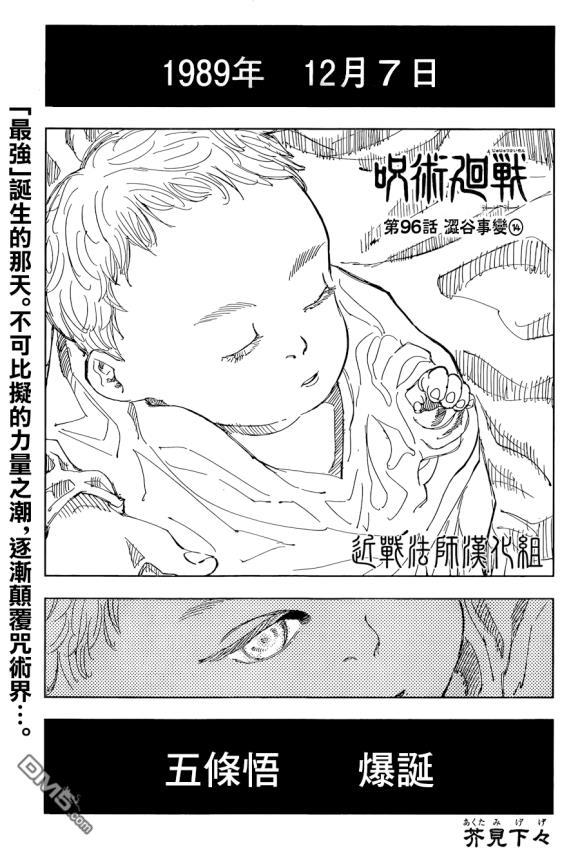 1989年 12月7日
「最強」誕生的那天。不可比擬的力量之潮,逐漸顛覆咒術界…。
じゅじゅつかいせん
呪術廻戦
第96話 澀谷事變⑭
近戰法師漢化組
五條悟 爆誕
DM5.com
あくたみげげ
芥見下々